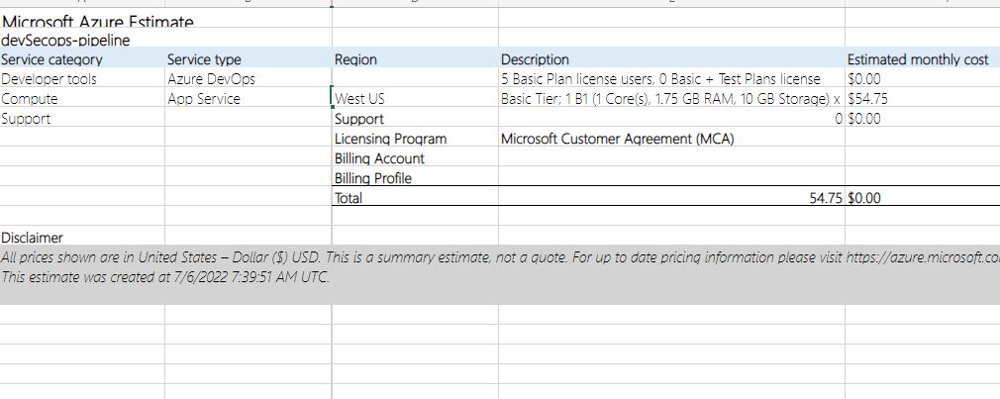 Microsoft Azure Estimate
devSecops-pipeline
Service category Service type Region Description Estimated monthly cost
Developer tools Azure DevOps 5 Basic Plan license users, 0 Basic + Test Plans license $0.00
Compute App Service West US Basic Tier; 1 B1 (1 Core(s), 1.75 GB RAM, 10 GB Storage) x $54.75
Support Support 0 $0.00
Licensing Program Microsoft Customer Agreement (MCA)
Billing Account
Billing Profile
Total 54.75 $0.00
Disclaimer
All prices shown are in United States – Dollar ($) USD. This is a summary estimate, not a quote. For up to date pricing information please visit https://azure.microsoft.co
This estimate was created at 7/6/2022 7:39:51 AM UTC.